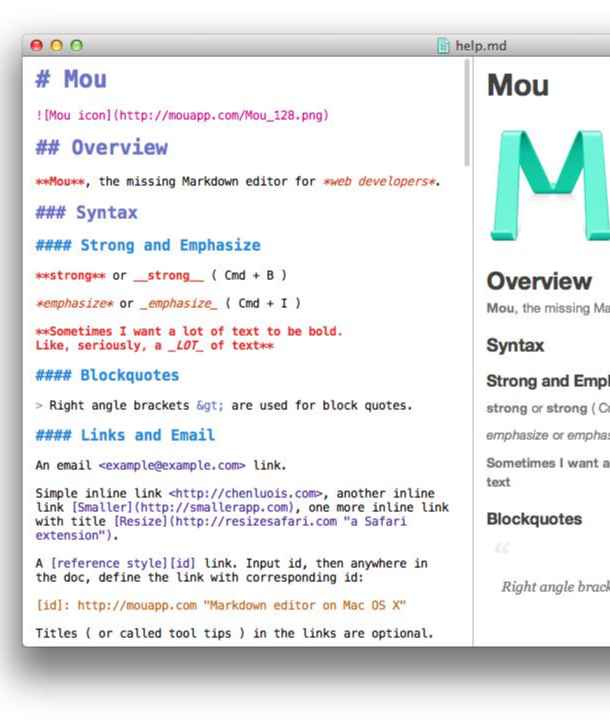 help.md
# Mou
![Mou icon](http://mouapp.com/Mou_128.png)
## Overview
**Mou**, the missing Markdown editor for *web developers*.
### Syntax
#### Strong and Emphasize
**strong** or __strong__ ( Cmd + B )
*emphasize* or _emphasize_ ( Cmd + I )
**Sometimes I want a lot of text to be bold.
Like, seriously, a _LOT_ of text**
#### Blockquotes
> Right angle brackets &gt; are used for block quotes.
#### Links and Email
An email <example@example.com> link.
Simple inline link <http://chenluois.com>, another inline
link [Smaller](http://smallerapp.com), one more inline link
with title [Resize](http://resizesafari.com "a Safari
extension").
A [reference style][id] link. Input id, then anywhere in
the doc, define the link with corresponding id:
[id]: http://mouapp.com "Markdown editor on Mac OS X"
Titles ( or called tool tips ) in the links are optional.
Mou
Overview
Mou, the missing Ma
Syntax
Strong and Emph
strong or strong ( C
emphasize or emphas
Sometimes I want a
text
Blockquotes
“
Right angle brack